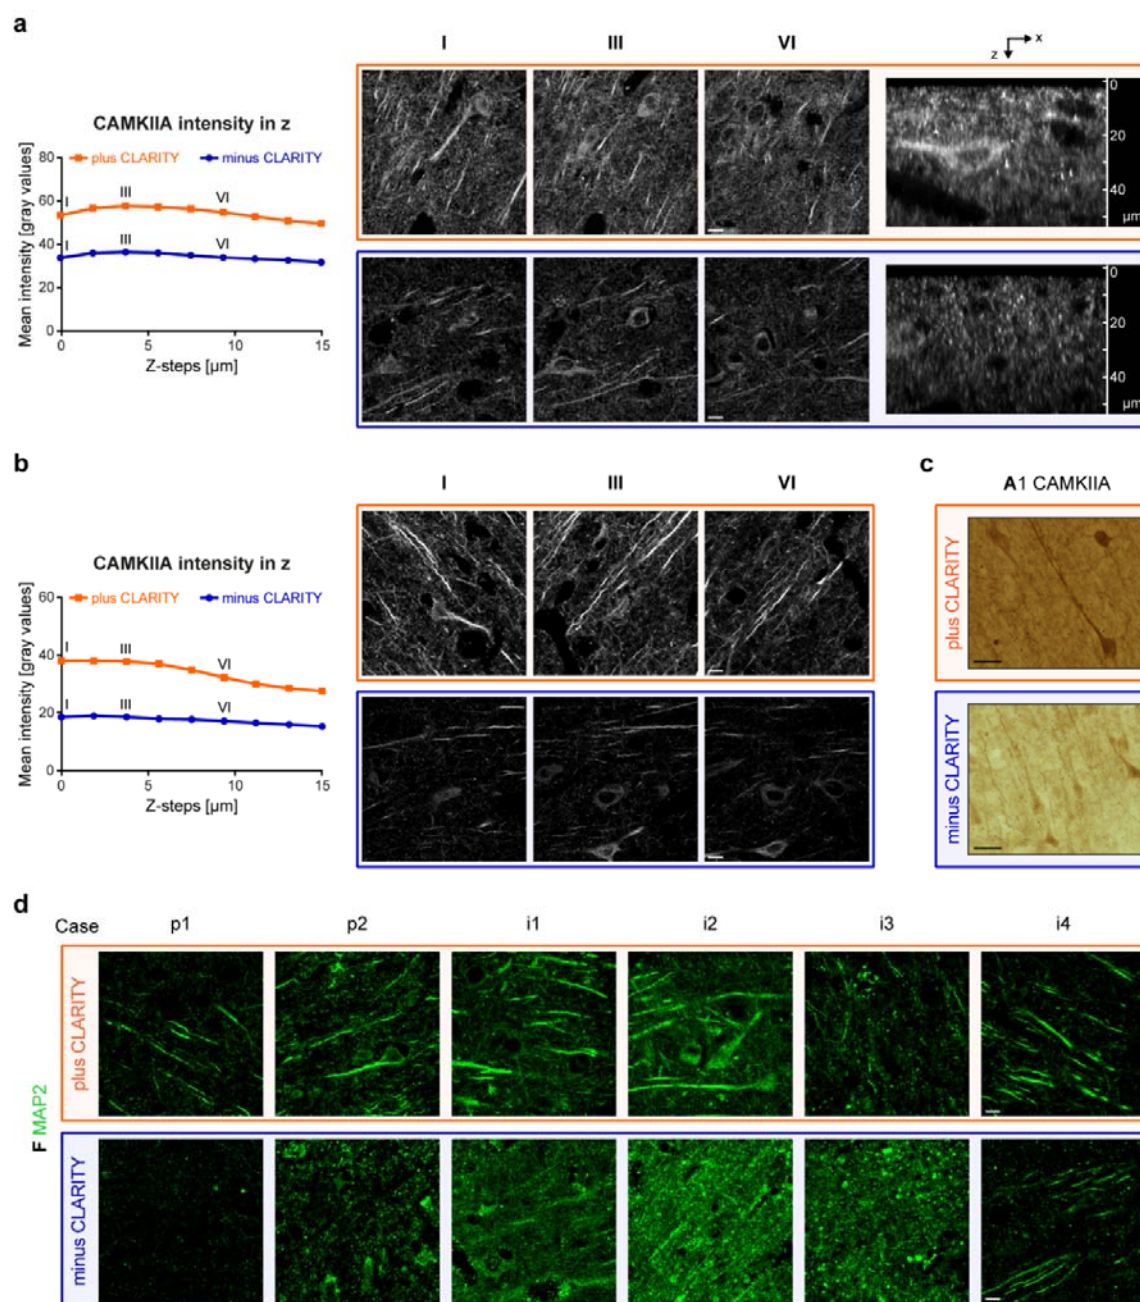 a
I III VI
x
z
CAMKIIA intensity in z
plus CLARITY minus CLARITY
Mean intensity [gray values]
80
60
40
20
0
I III VI
I III VI
0 5 10 15
Z-steps [µm]
0
20
40
µm
0
20
40
µm
b
I III VI
CAMKIIA intensity in z
plus CLARITY minus CLARITY
Mean intensity [gray values]
60
40
20
0
I III VI
I III VI
0 5 10 15
Z-steps [µm]
c
A1 CAMKIIA
plus CLARITY
minus CLARITY
d
Case p1 p2 i1 i2 i3 i4
F MAP2
plus CLARITY
minus CLARITY